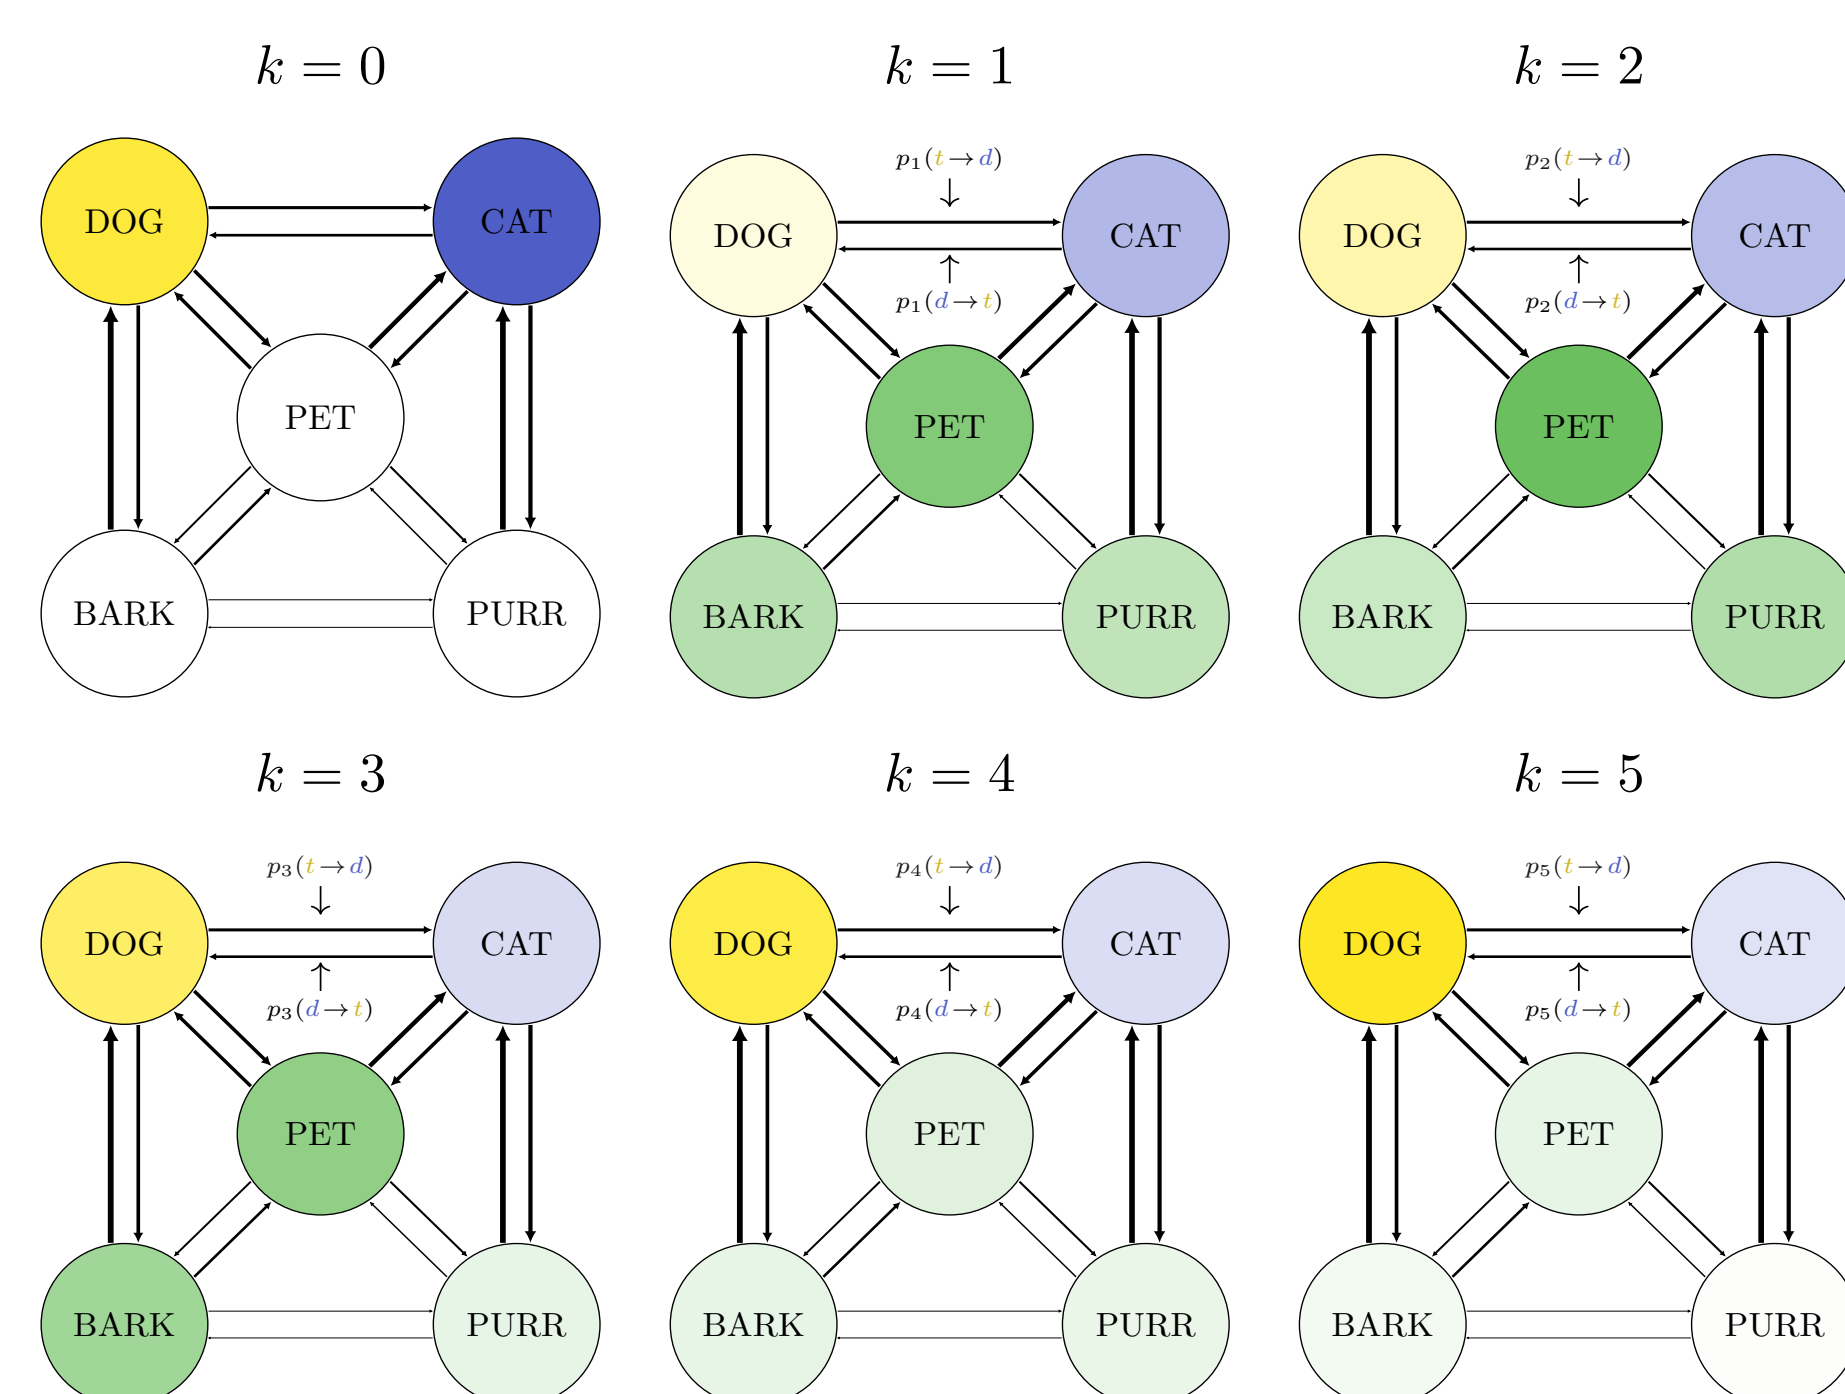 k = 0
DOG
CAT
PET
BARK
PURR
k = 1
p₁(t→d)
DOG
CAT
p₁(d→t)
PET
BARK
PURR
k = 2
p₂(t→d)
DOG
CAT
p₂(d→t)
PET
BARK
PURR
k = 3
p₃(t→d)
DOG
CAT
p₃(d→t)
PET
BARK
PURR
k = 4
p₄(t→d)
DOG
CAT
p₄(d→t)
PET
BARK
PURR
k = 5
p₅(t→d)
DOG
CAT
p₅(d→t)
PET
BARK
PURR